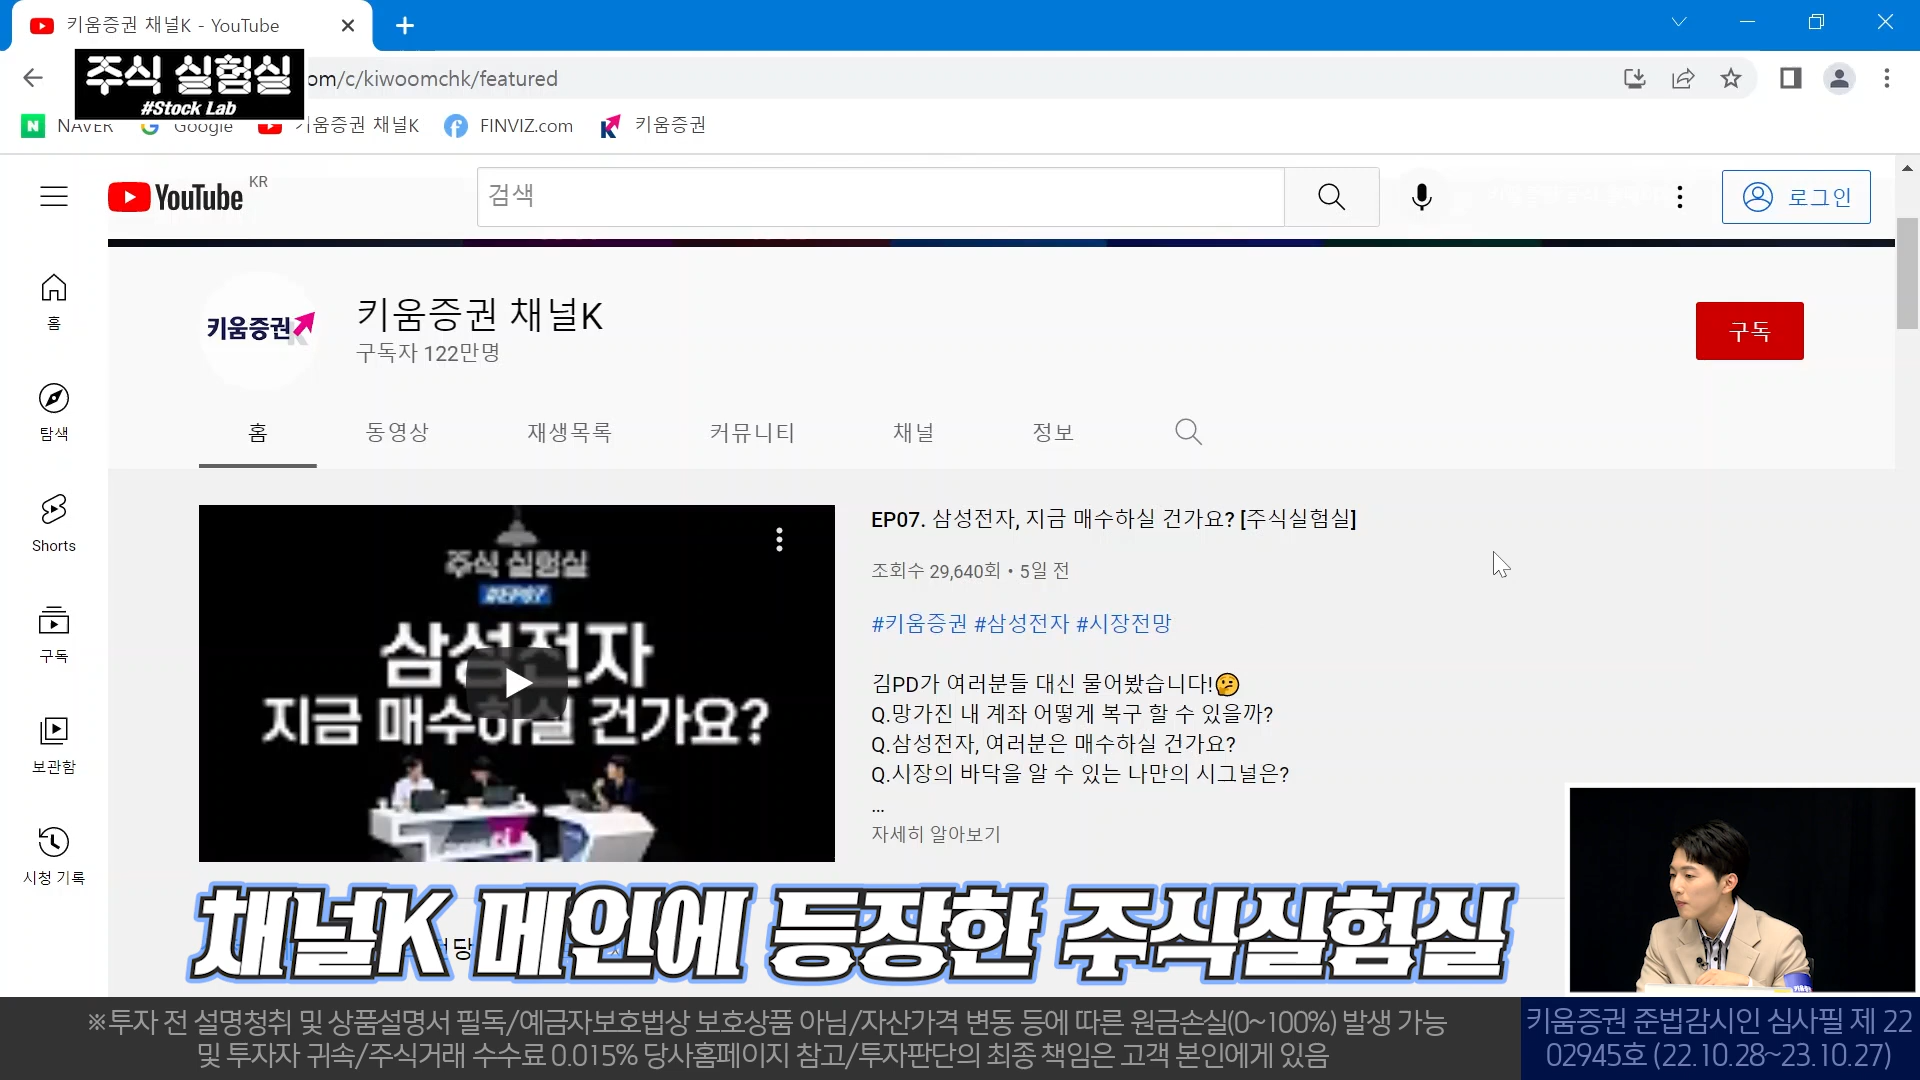 키움증권 채널K - YouTube
주식 실험실
#Stock Lab
om/c/kiwoomchk/featured
NAVER
Google
키움증권 채널K
FINVIZ.com
키움증권
YouTube KR
검색
로그인
홈
탐색
Shorts
구독
보관함
시청 기록
키움증권
키움증권 채널K
구독자 122만명
구독
홈
동영상
재생목록
커뮤니티
채널
정보
주식 실험실
#EP07
삼성전자
지금 매수하실 건가요?
EP07. 삼성전자, 지금 매수하실 건가요? [주식실험실]
조회수 29,640회 • 5일 전
#키움증권 #삼성전자 #시장전망
김PD가 여러분들 대신 물어봤습니다!🤔
Q.망가진 내 계좌 어떻게 복구 할 수 있을까?
Q.삼성전자, 여러분은 매수하실 건가요?
Q.시장의 바닥을 알 수 있는 나만의 시그널은?
...
자세히 알아보기
채널K 메인에 등장한 주식실험실
※투자 전 설명청취 및 상품설명서 필독/예금자보호법상 보호상품 아님/자산가격 변동 등에 따른 원금손실(0~100%) 발생 가능
및 투자자 귀속/주식거래 수수료 0.015% 당사홈페이지 참고/투자판단의 최종 책임은 고객 본인에게 있음
키움증권 준법감시인 심사필 제 22
02945호 (22.10.28~23.10.27)